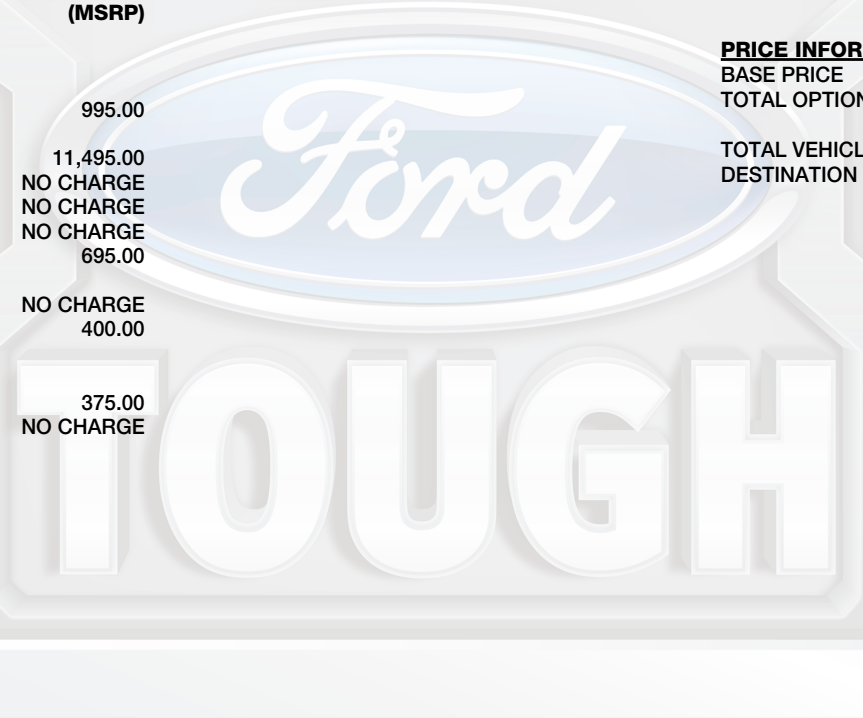 (MSRP)
995.00
11,495.00
NO CHARGE
NO CHARGE
NO CHARGE
695.00
NO CHARGE
400.00
375.00
NO CHARGE
PRICE INFOR
BASE PRICE
TOTAL OPTION
TOTAL VEHICL
DESTINATION
Ford
TOUGH